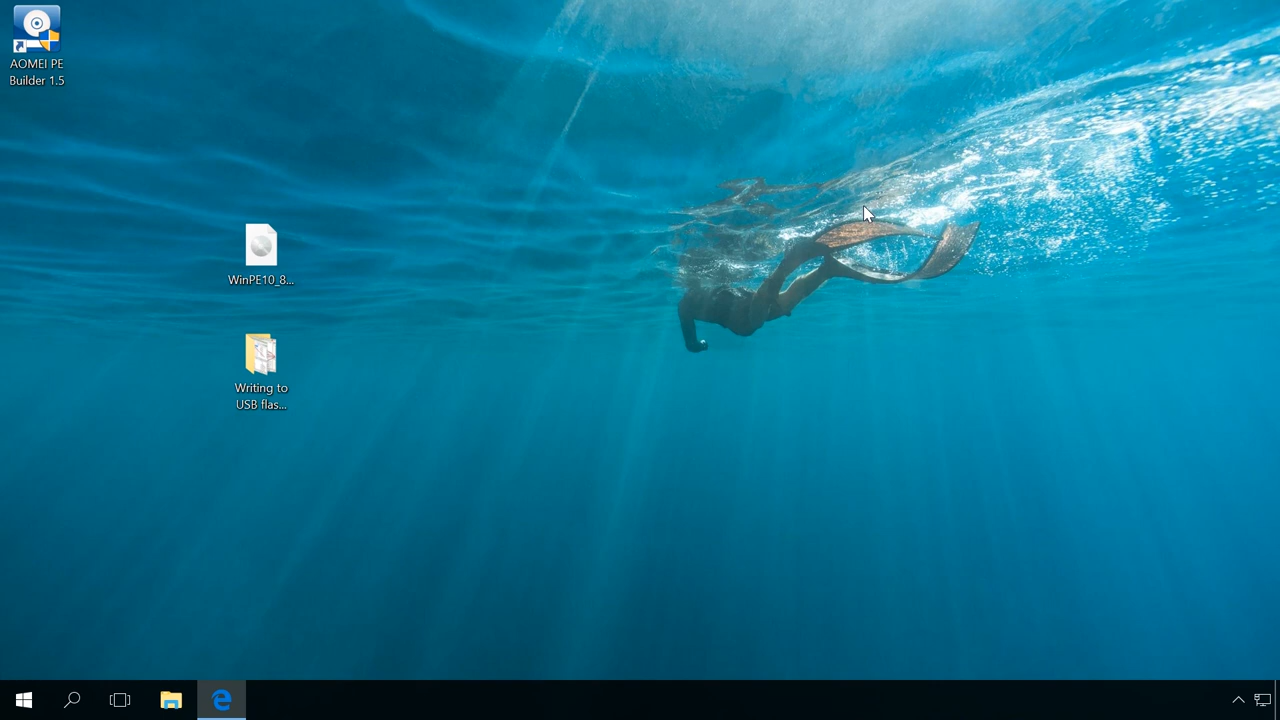 AOMEI PE
Builder 1.5
WinPE10_8...
Writing to
USB flas...